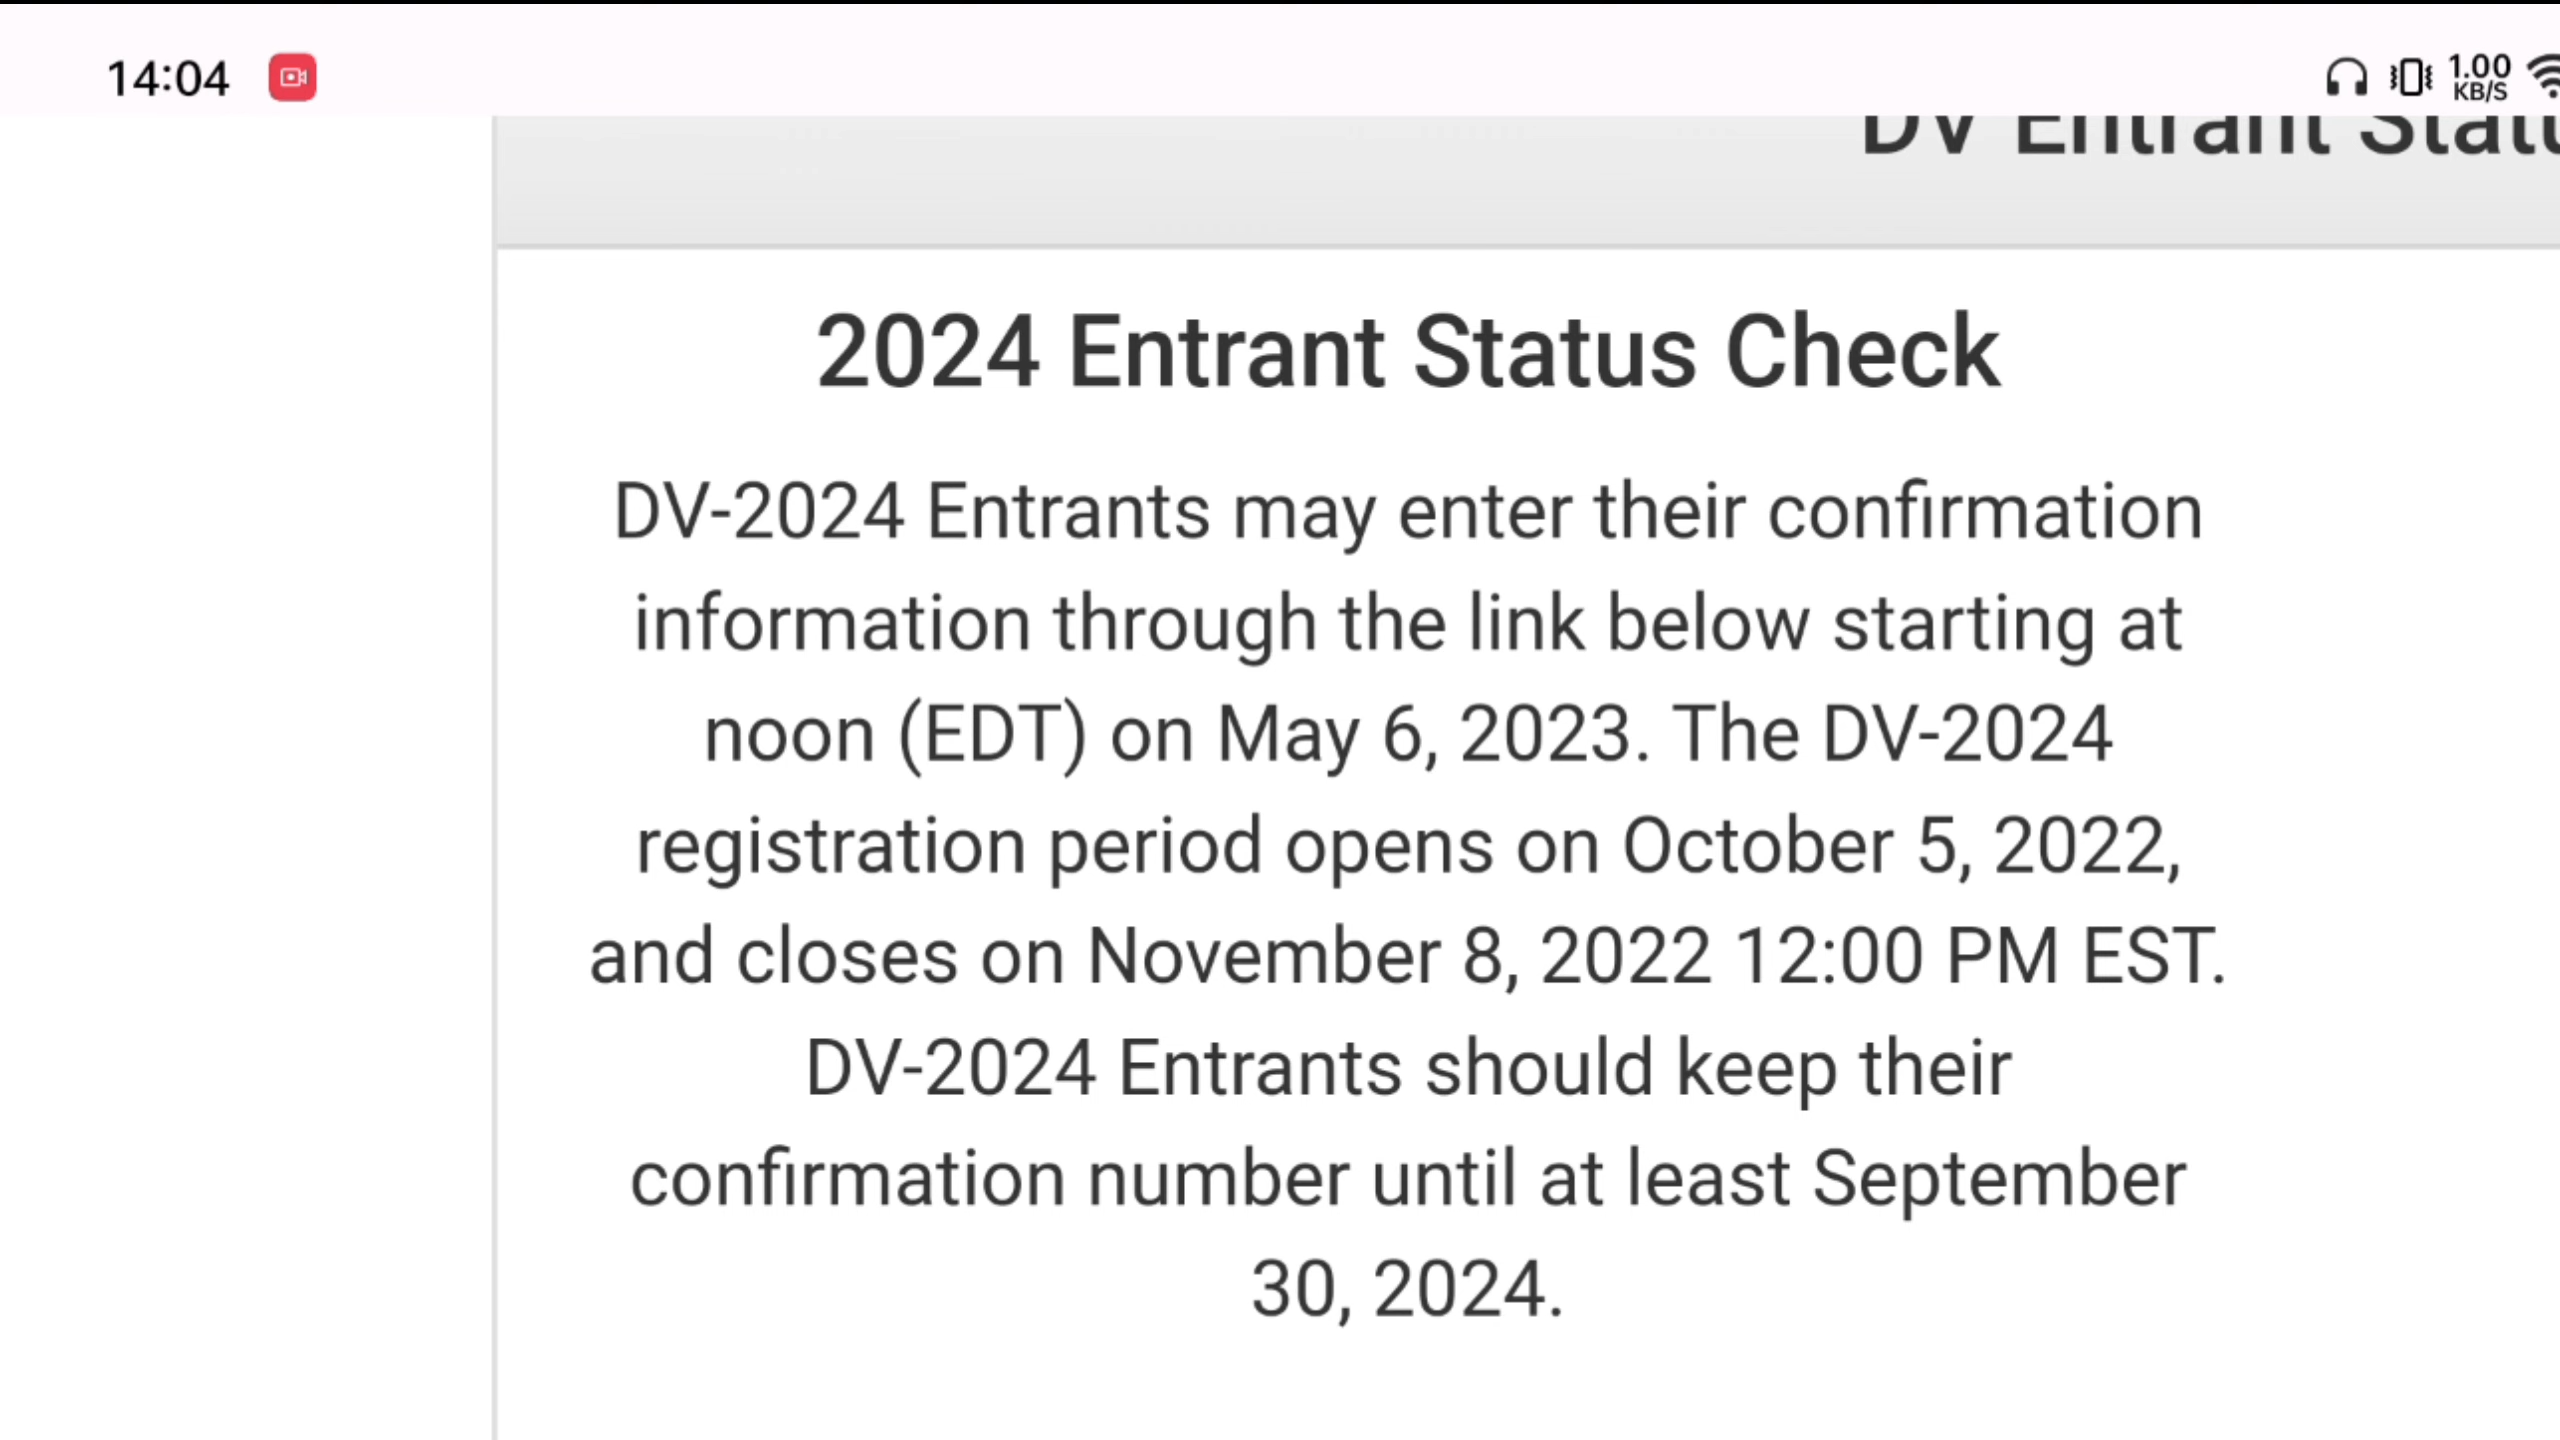 14:04
1.00
KB/S
DV Entrant Statu
2024 Entrant Status Check
DV-2024 Entrants may enter their confirmation
information through the link below starting at
noon (EDT) on May 6, 2023. The DV-2024
registration period opens on October 5, 2022,
and closes on November 8, 2022 12:00 PM EST.
DV-2024 Entrants should keep their
confirmation number until at least September
30, 2024.